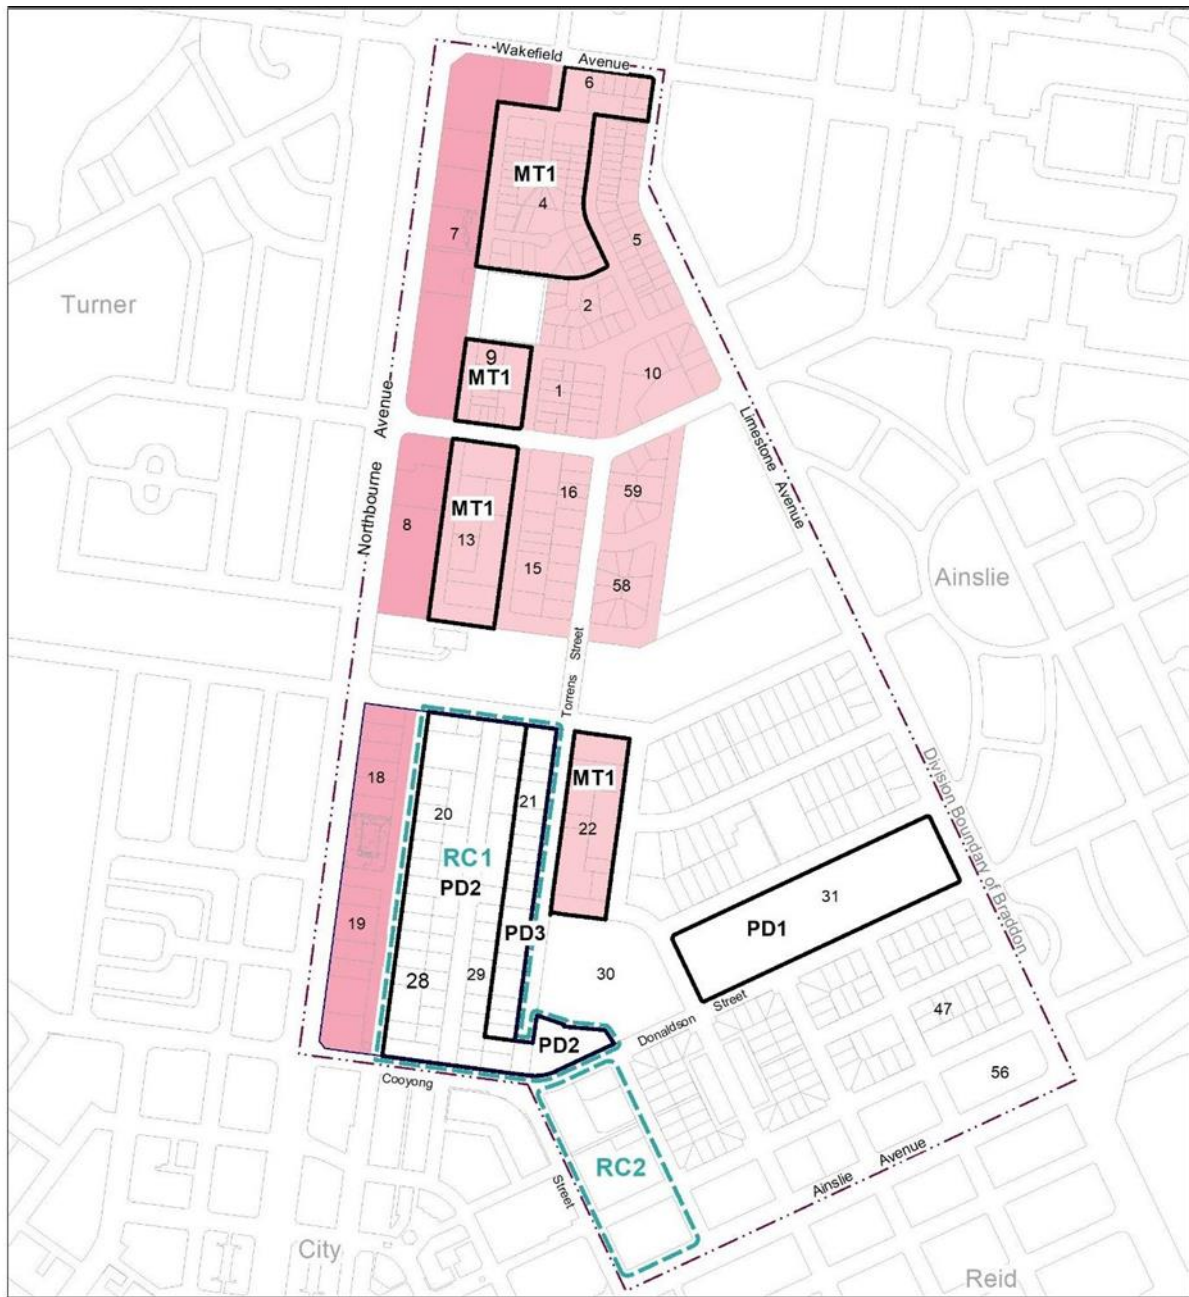 Wakefield Avenue
6
MT1
4
7
5
Turner
2
9
MT1
10
1
Northbourne Avenue
Limestone Avenue
16
59
MT1
8
13
15
58
Ainslie
Torrens Street
18
MT1
21
20
22
RC1
PD2
Division Boundary of Braddon
31
19
PD3
PD1
28
29
30
Donaldson Street
47
PD2
56
Cooyong Street
RC2
Ainslie Avenue
City
Reid